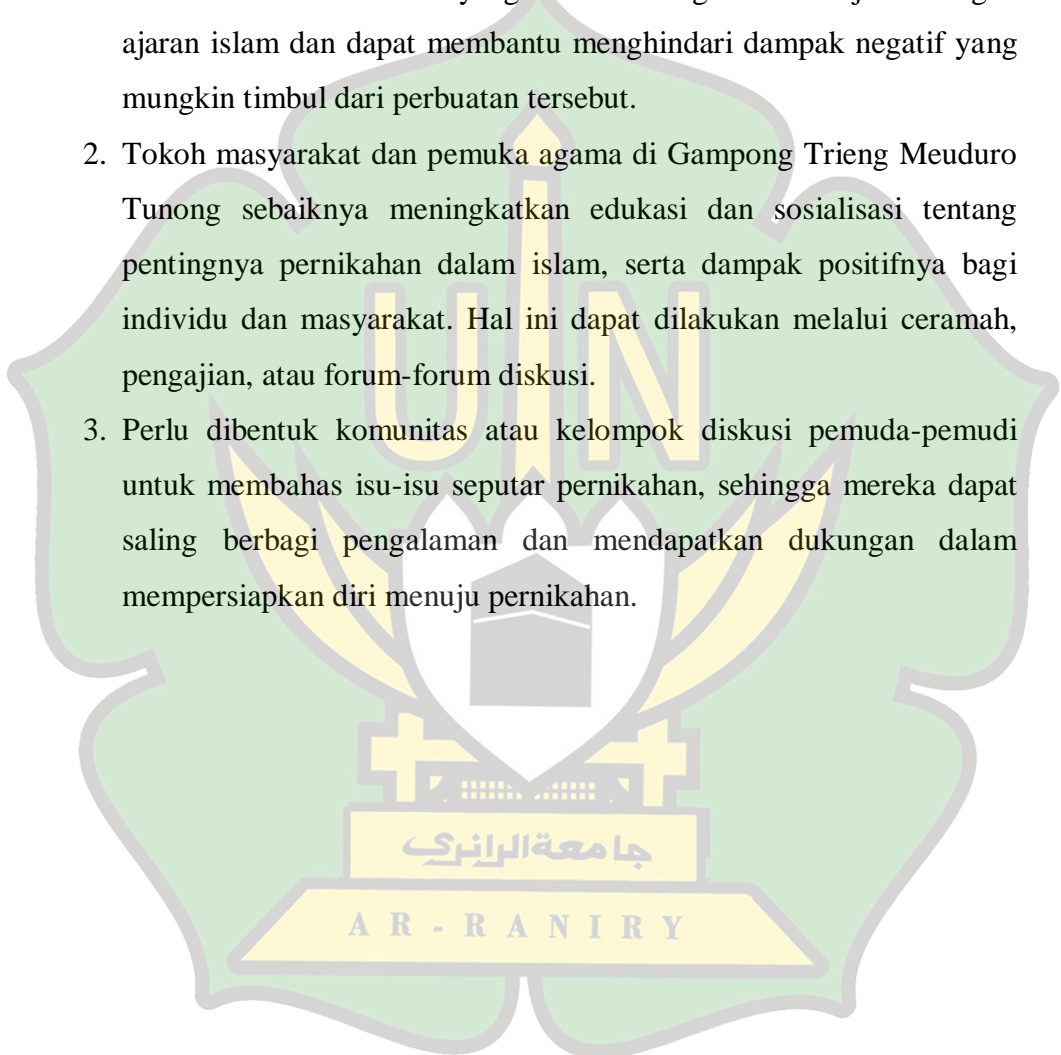 ajaran islam dan dapat membantu menghindari dampak negatif yang
mungkin timbul dari perbuatan tersebut.
2. Tokoh masyarakat dan pemuka agama di Gampong Trieng Meuduro
Tunong sebaiknya meningkatkan edukasi dan sosialisasi tentang
pentingnya pernikahan dalam islam, serta dampak positifnya bagi
individu dan masyarakat. Hal ini dapat dilakukan melalui ceramah,
pengajian, atau forum-forum diskusi.
3. Perlu dibentuk komunitas atau kelompok diskusi pemuda-pemudi
untuk membahas isu-isu seputar pernikahan, sehingga mereka dapat
saling berbagi pengalaman dan mendapatkan dukungan dalam
mempersiapkan diri menuju pernikahan.
UIN
جامعةالرانري
AR-RANIRY